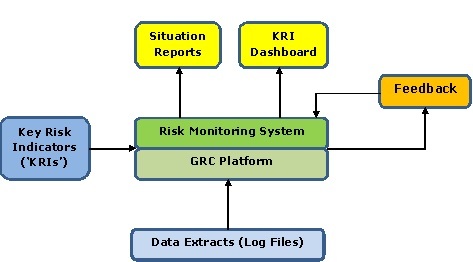 Situation
Reports
KRI
Dashboard
Feedback
Key Risk
Indicators
(‘KRIs’)
Risk Monitoring System
GRC Platform
Data Extracts (Log Files)